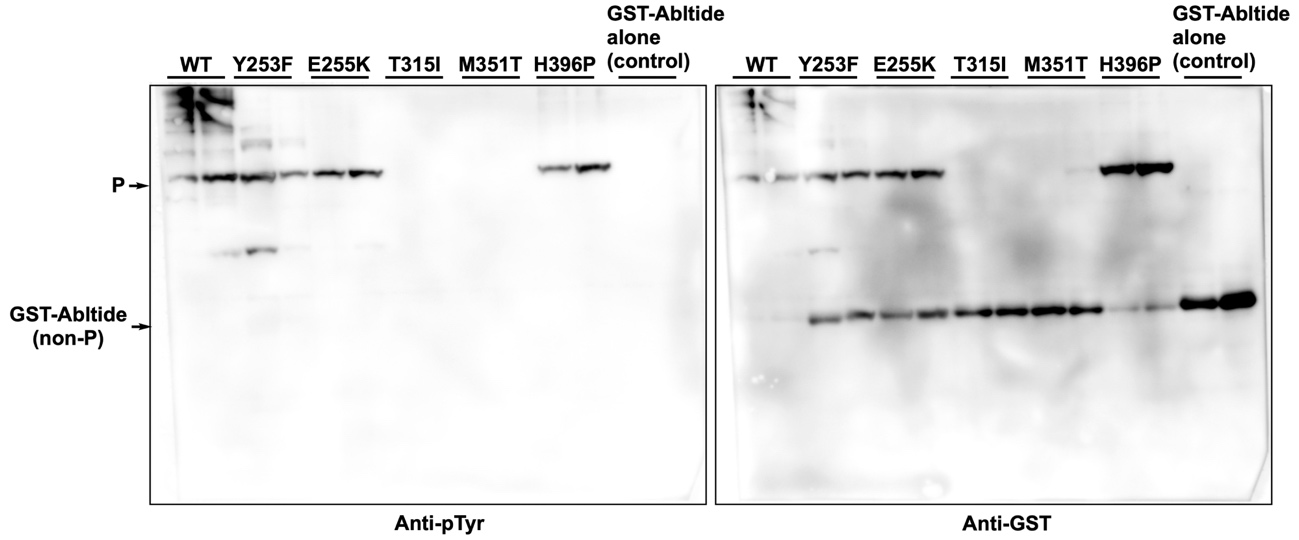 GST-Abltide
alone
(control)
WT Y253F E255K T315I M351T H396P
GST-Abltide
alone
(control)
WT Y253F E255K T315I M351T H396P
P
GST-Abltide
(non-P)
Anti-pTyr
Anti-GST